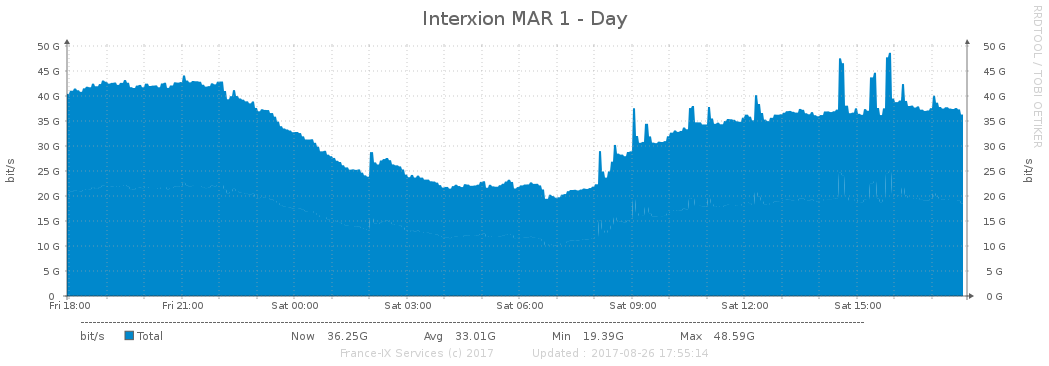 Interxion MAR 1 - Day
RRDTOOL / TOBI OETIKER
50 G 50 G
45 G 45 G
40 G 40 G
35 G 35 G
30 G 30 G
25 G 25 G
20 G 20 G
15 G 15 G
10 G 10 G
5 G 5 G
0 0 G
bit/s bit/s
Fri 18:00 Fri 21:00 Sat 00:00 Sat 03:00 Sat 06:00 Sat 09:00 Sat 12:00 Sat 15:00
bit/s Total Now 36.25G Avg 33.01G Min 19.39G Max 48.59G
France-IX Services (c) 2017 Updated : 2017-08-26 17:55:14